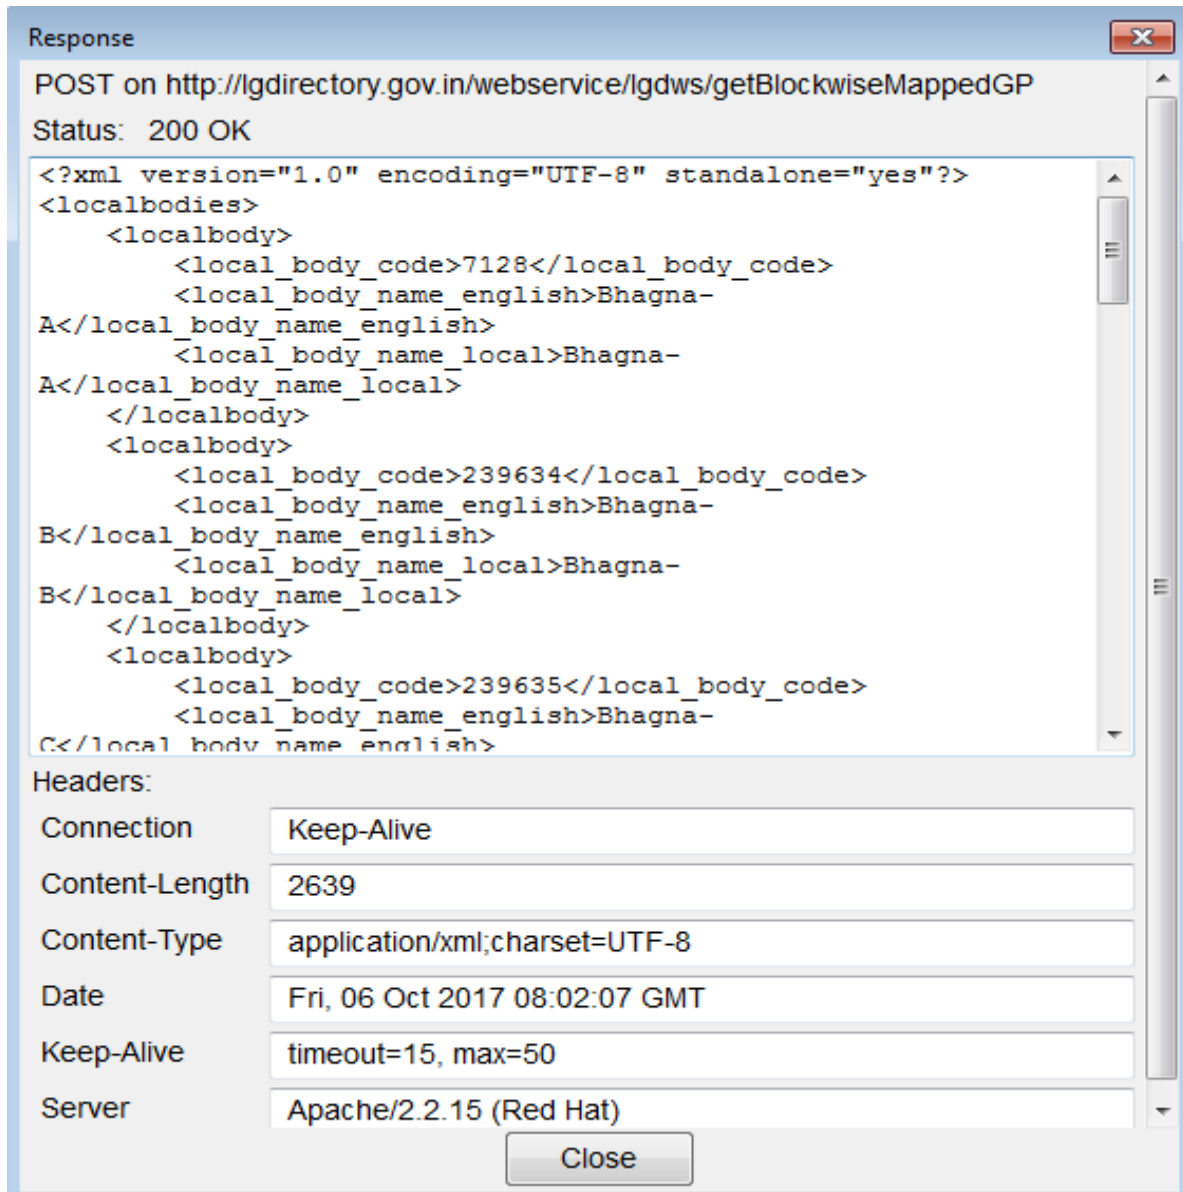 Response
POST on http://lgdirectory.gov.in/webservice/lgdws/getBlockwiseMappedGP
Status: 200 OK
<?xml version="1.0" encoding="UTF-8" standalone="yes"?>
<localbodies>
    <localbody>
        <local_body_code>7128</local_body_code>
        <local_body_name_english>Bhagna-
A</local_body_name_english>
        <local_body_name_local>Bhagna-
A</local_body_name_local>
    </localbody>
    <localbody>
        <local_body_code>239634</local_body_code>
        <local_body_name_english>Bhagna-
B</local_body_name_english>
        <local_body_name_local>Bhagna-
B</local_body_name_local>
    </localbody>
    <localbody>
        <local_body_code>239635</local_body_code>
        <local_body_name_english>Bhagna-
C</local_body_name_english>
Headers:
Connection Keep-Alive
Content-Length 2639
Content-Type application/xml;charset=UTF-8
Date Fri, 06 Oct 2017 08:02:07 GMT
Keep-Alive timeout=15, max=50
Server Apache/2.2.15 (Red Hat)
Close